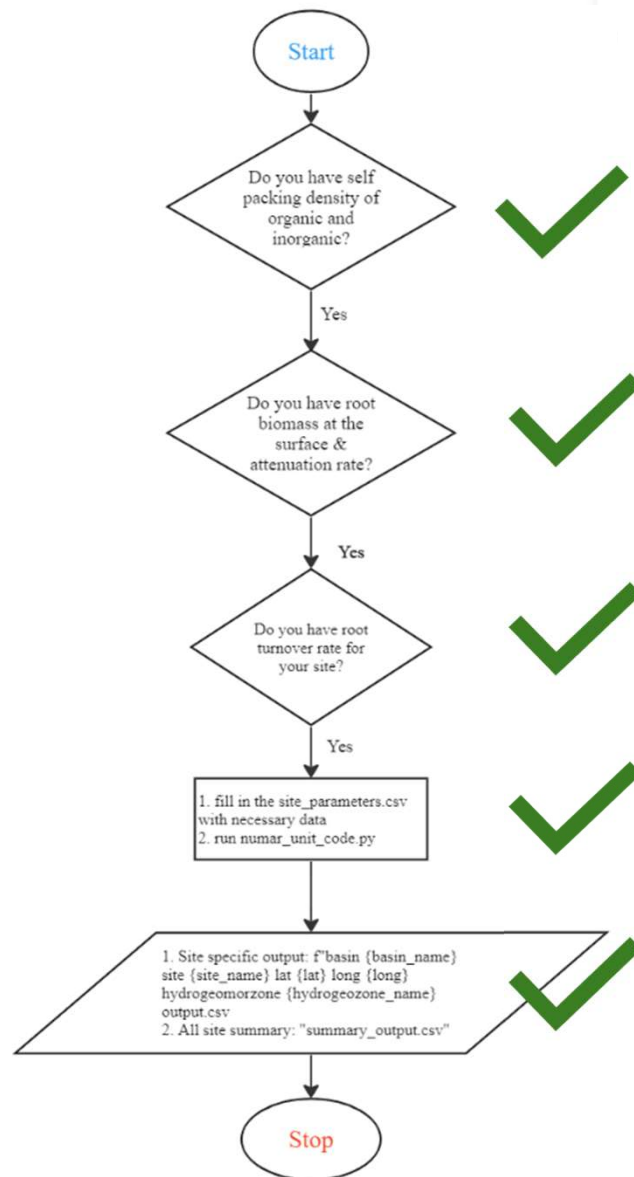 Start
Do you have self
packing density of
organic and
inorganic?
Yes
Do you have root
biomass at the
surface &
attenuation rate?
Yes
Do you have root
turnover rate for
your site?
Yes
1. fill in the site_parameters.csv
with necessary data
2. run numar_unit_code.py
1. Site specific output: f"basin {basin_name}
site {site_name} lat {lat} long {long}
hydrogeomorzone {hydrogeozone_name}
output.csv
2. All site summary: "summary_output.csv"
Stop